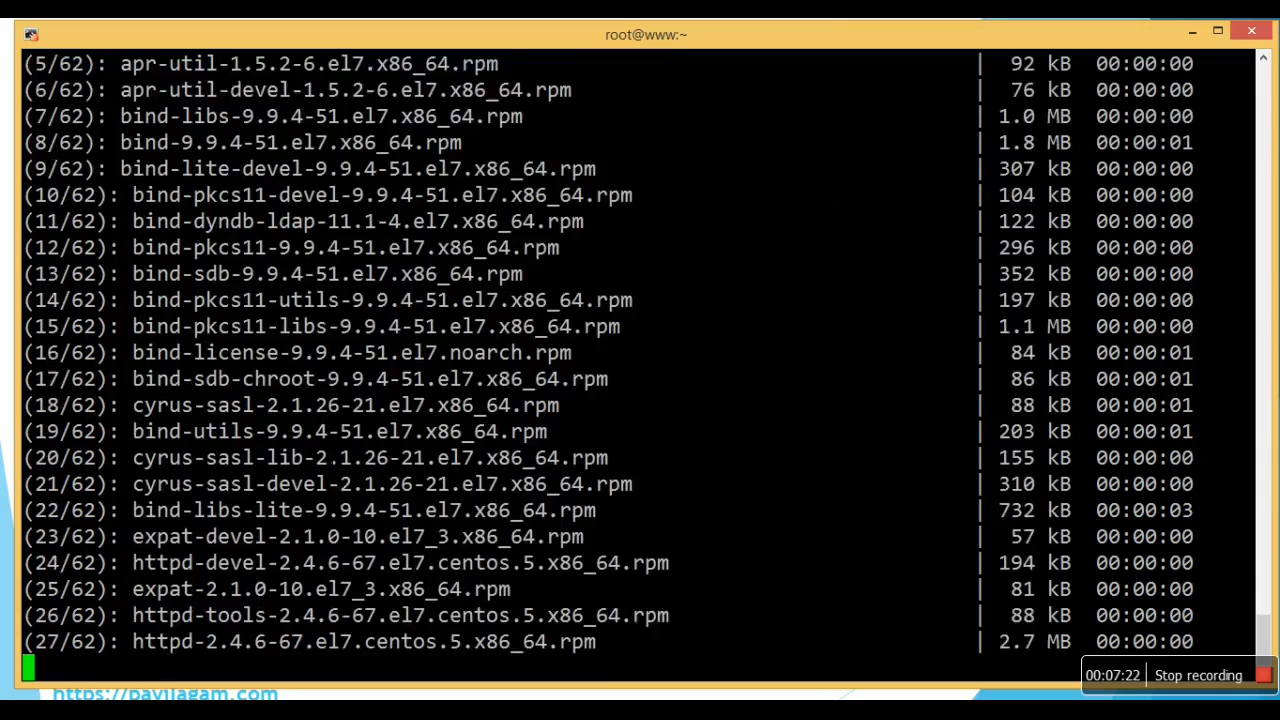 root@www:~
(5/62): apr-util-1.5.2-6.el7.x86_64.rpm | 92 kB 00:00:00
(6/62): apr-util-devel-1.5.2-6.el7.x86_64.rpm | 76 kB 00:00:00
(7/62): bind-libs-9.9.4-51.el7.x86_64.rpm | 1.0 MB 00:00:00
(8/62): bind-9.9.4-51.el7.x86_64.rpm | 1.8 MB 00:00:01
(9/62): bind-lite-devel-9.9.4-51.el7.x86_64.rpm | 307 kB 00:00:00
(10/62): bind-pkcs11-devel-9.9.4-51.el7.x86_64.rpm | 104 kB 00:00:00
(11/62): bind-dyndb-ldap-11.1-4.el7.x86_64.rpm | 122 kB 00:00:00
(12/62): bind-pkcs11-9.9.4-51.el7.x86_64.rpm | 296 kB 00:00:00
(13/62): bind-sdb-9.9.4-51.el7.x86_64.rpm | 352 kB 00:00:00
(14/62): bind-pkcs11-utils-9.9.4-51.el7.x86_64.rpm | 197 kB 00:00:00
(15/62): bind-pkcs11-libs-9.9.4-51.el7.x86_64.rpm | 1.1 MB 00:00:00
(16/62): bind-license-9.9.4-51.el7.noarch.rpm | 84 kB 00:00:01
(17/62): bind-sdb-chroot-9.9.4-51.el7.x86_64.rpm | 86 kB 00:00:01
(18/62): cyrus-sasl-2.1.26-21.el7.x86_64.rpm | 88 kB 00:00:01
(19/62): bind-utils-9.9.4-51.el7.x86_64.rpm | 203 kB 00:00:01
(20/62): cyrus-sasl-lib-2.1.26-21.el7.x86_64.rpm | 155 kB 00:00:00
(21/62): cyrus-sasl-devel-2.1.26-21.el7.x86_64.rpm | 310 kB 00:00:00
(22/62): bind-libs-lite-9.9.4-51.el7.x86_64.rpm | 732 kB 00:00:03
(23/62): expat-devel-2.1.0-10.el7_3.x86_64.rpm | 57 kB 00:00:00
(24/62): httpd-devel-2.4.6-67.el7.centos.5.x86_64.rpm | 194 kB 00:00:00
(25/62): expat-2.1.0-10.el7_3.x86_64.rpm | 81 kB 00:00:00
(26/62): httpd-tools-2.4.6-67.el7.centos.5.x86_64.rpm | 88 kB 00:00:00
(27/62): httpd-2.4.6-67.el7.centos.5.x86_64.rpm | 2.7 MB 00:00:00
00:07:22 Stop recording
https://payilagam.com